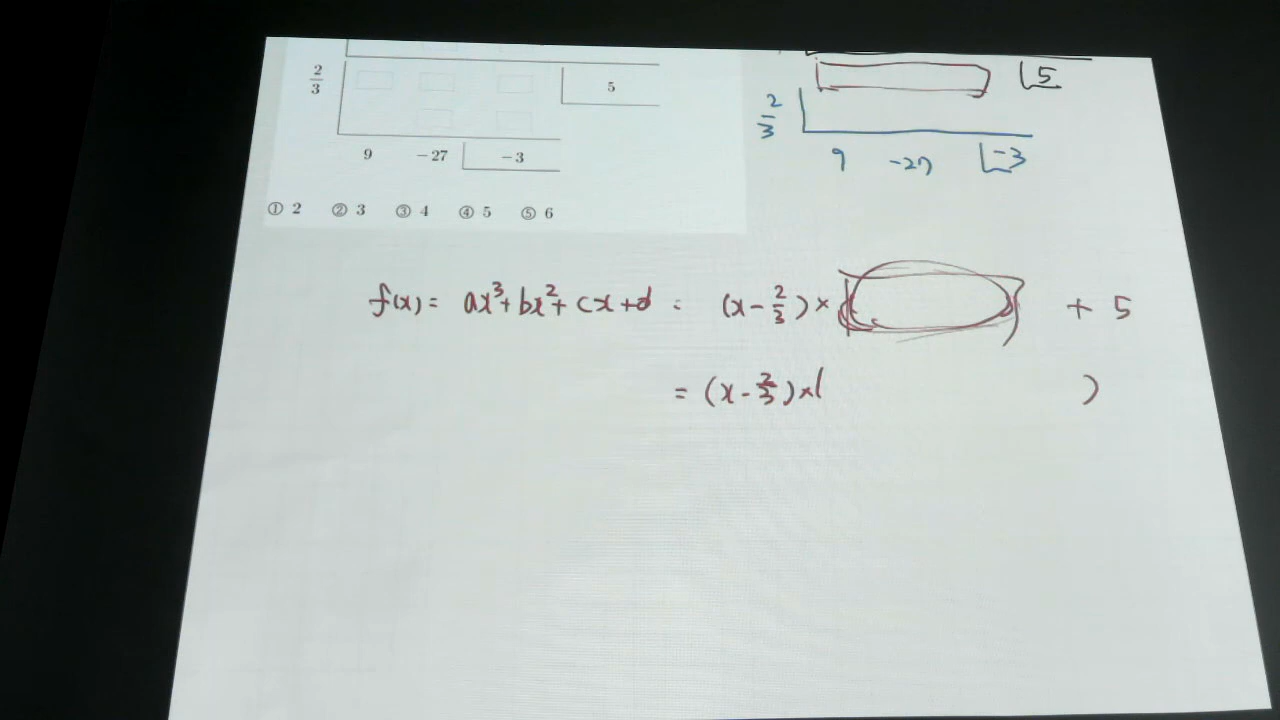 2/3 5
9 −27 −3
① 2 ② 3 ③ 4 ④ 5 ⑤ 6
5
2/3
9 -27 -3
f(x) = ax³+bx²+cx+d = (x-2/3)×{ } + 5
= (x-2/3)×( )